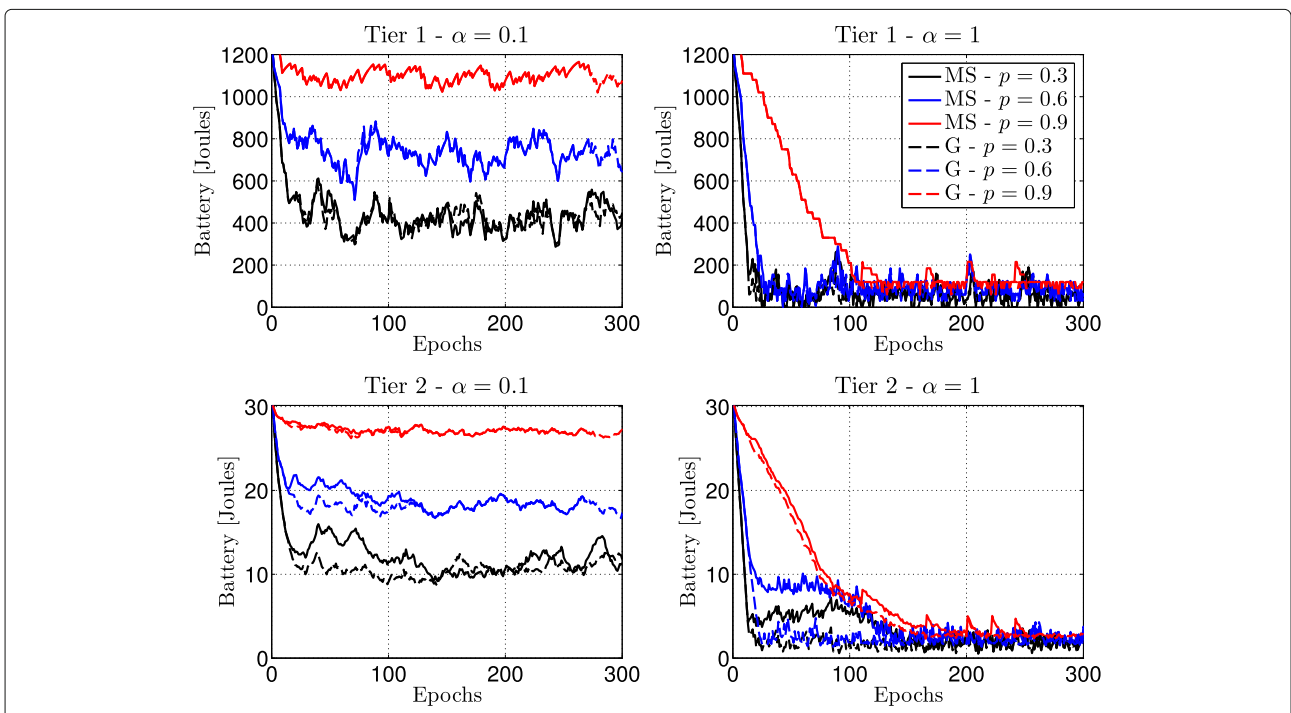 Tier 1 - α = 0.1
Battery [Joules]
1200
1000
800
600
400
200
0
0 100 200 300
Epochs
Tier 1 - α = 1
Battery [Joules]
1200
1000
800
600
400
200
0
0 100 200 300
Epochs
MS - p = 0.3
MS - p = 0.6
MS - p = 0.9
G - p = 0.3
G - p = 0.6
G - p = 0.9
Tier 2 - α = 0.1
Battery [Joules]
30
20
10
0
0 100 200 300
Epochs
Tier 2 - α = 1
Battery [Joules]
30
20
10
0
0 100 200 300
Epochs